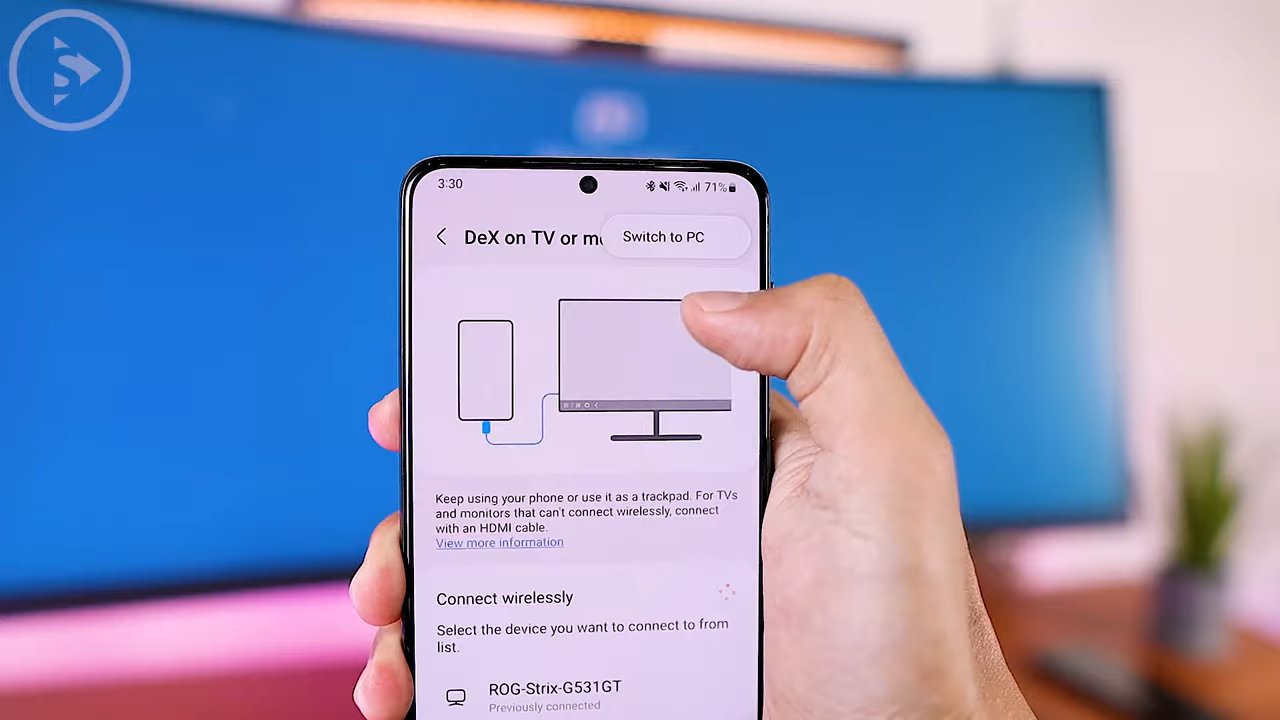 S
3:30
71%
DeX on TV or mo
Switch to PC
Keep using your phone or use it as a trackpad. For TVs
and monitors that can't connect wirelessly, connect
with an HDMI cable.
View more information
Connect wirelessly
Select the device you want to connect to from
list.
ROG-Strix-G531GT
Previously connected